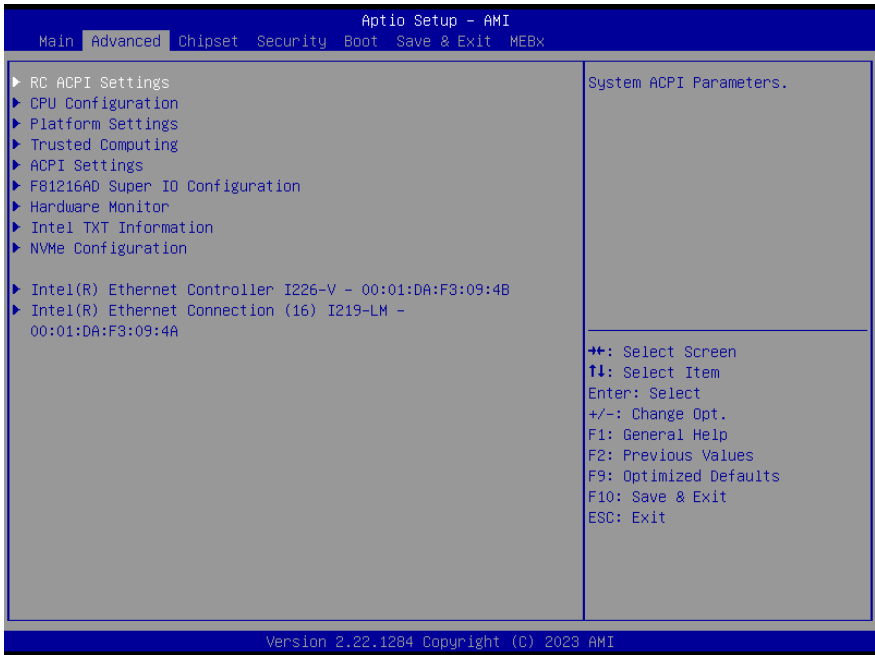 Aptio Setup – AMI
Main Advanced Chipset Security Boot Save & Exit MEBx
RC ACPI Settings
CPU Configuration
Platform Settings
Trusted Computing
ACPI Settings
F81216AD Super IO Configuration
Hardware Monitor
Intel TXT Information
NVMe Configuration
Intel(R) Ethernet Controller I226-V – 00:01:DA:F3:09:4B
Intel(R) Ethernet Connection (16) I219-LM –
00:01:DA:F3:09:4A
System ACPI Parameters.
→←: Select Screen
↑↓: Select Item
Enter: Select
+/-: Change Opt.
F1: General Help
F2: Previous Values
F9: Optimized Defaults
F10: Save & Exit
ESC: Exit
Version 2.22.1284 Copyright (C) 2023 AMI